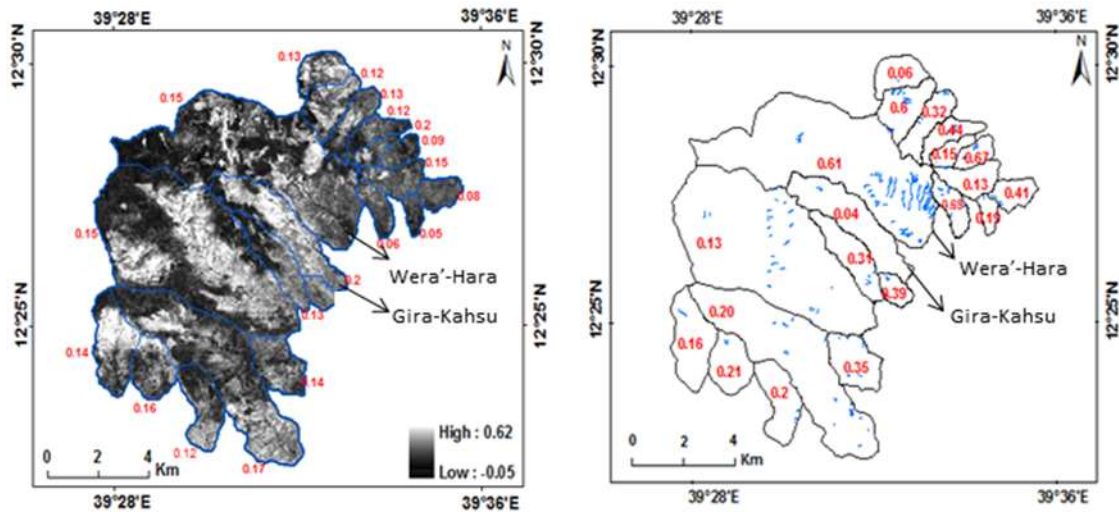 39°28'E
39°36'E
12°30'N
12°25'N
N
0.13
0.12
0.13
0.12
0.15
0.2
0.09
0.15
0.08
0.05
0.06
0.15
0.2
0.13
0.14
0.16
0.14
0.12
0.17
Wera'-Hara
Gira-Kahsu
High : 0.62
Low : -0.05
0 2 4
Km
12°30'N
12°25'N
39°28'E
39°36'E
39°28'E
39°36'E
12°30'N
12°25'N
N
0.06
0.6
0.32
0.44
0.15
0.67
0.61
0.13
0.41
0.69
0.19
0.04
0.13
0.31
0.39
0.20
0.16
0.21
0.2
0.35
Wera'-Hara
Gira-Kahsu
0 2 4
Km
12°30'N
12°25'N
39°28'E
39°36'E